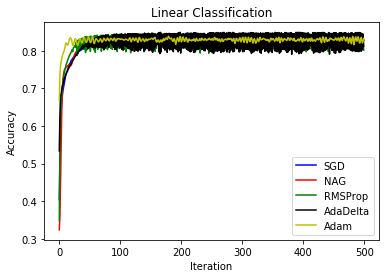 Linear Classification
Accuracy
0.8
0.7
0.6
0.5
0.4
0.3
0
100
200
300
400
500
Iteration
SGD
NAG
RMSProp
AdaDelta
Adam